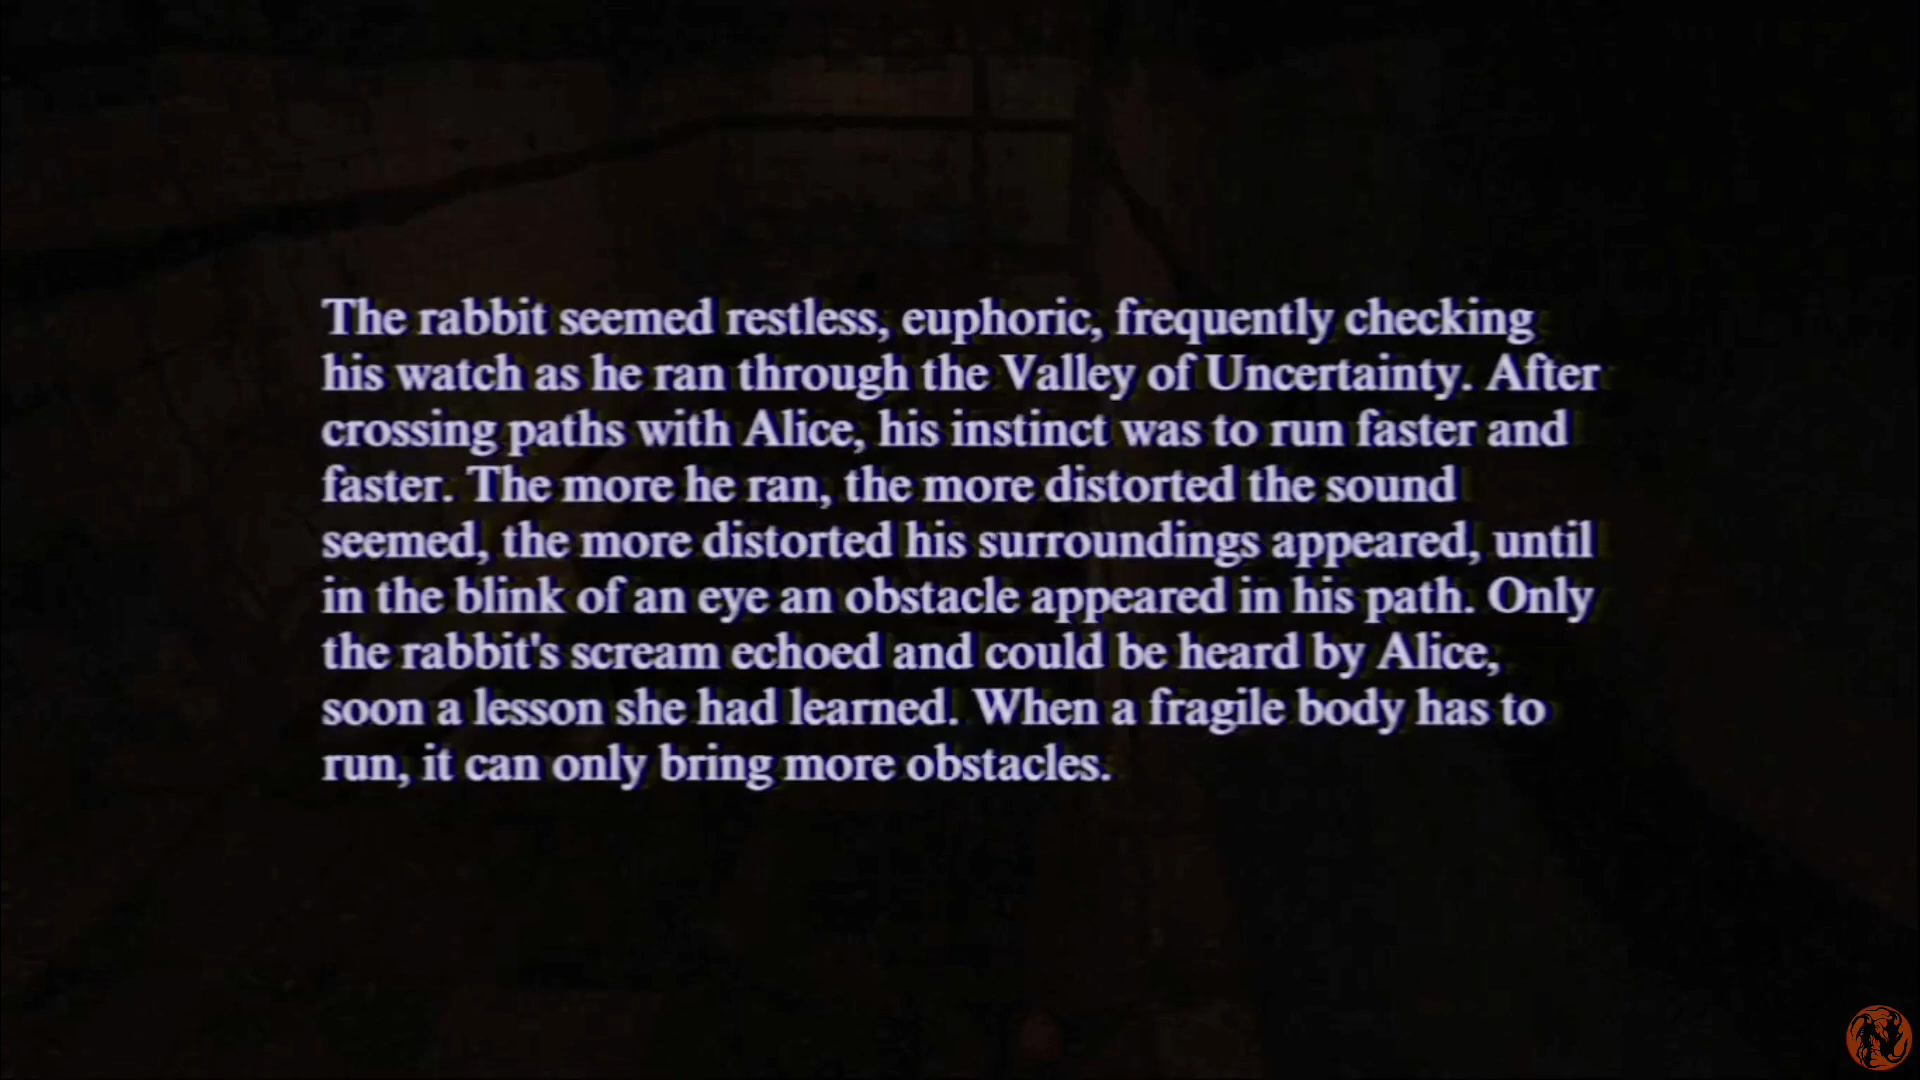 The rabbit seemed restless, euphoric, frequently checking
his watch as he ran through the Valley of Uncertainty. After
crossing paths with Alice, his instinct was to run faster and
faster. The more he ran, the more distorted the sound
seemed, the more distorted his surroundings appeared, until
in the blink of an eye an obstacle appeared in his path. Only
the rabbit's scream echoed and could be heard by Alice,
soon a lesson she had learned. When a fragile body has to
run, it can only bring more obstacles.